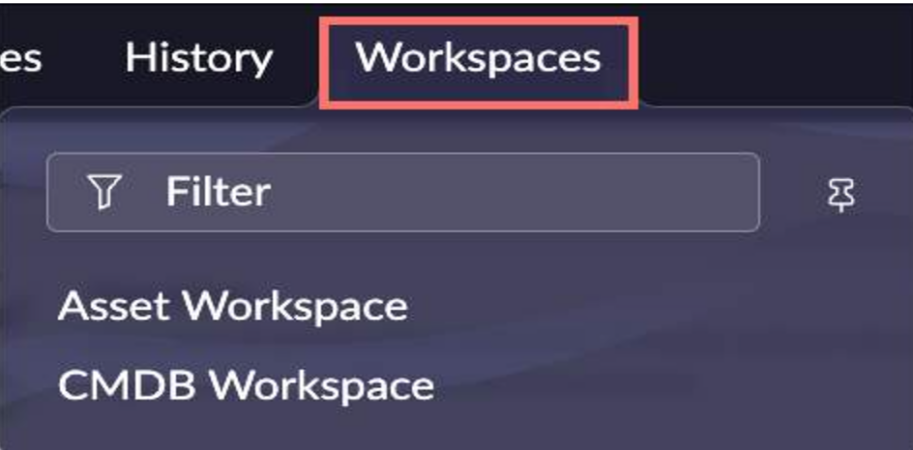 es History Workspaces
Filter
Asset Workspace
CMDB Workspace